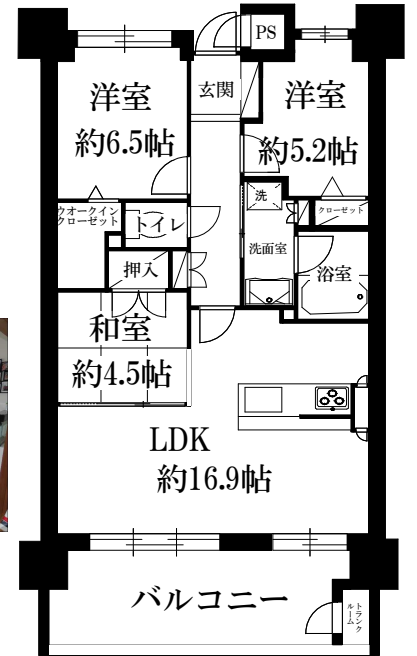 PS
玄関
洋室
約6.5帖
洋室
約5.2帖
ウオークイン
クローゼット
トイレ
洗
クローゼット
洗面室
浴室
押入
和室
約4.5帖
LDK
約16.9帖
バルコニー
トランク
ルーム